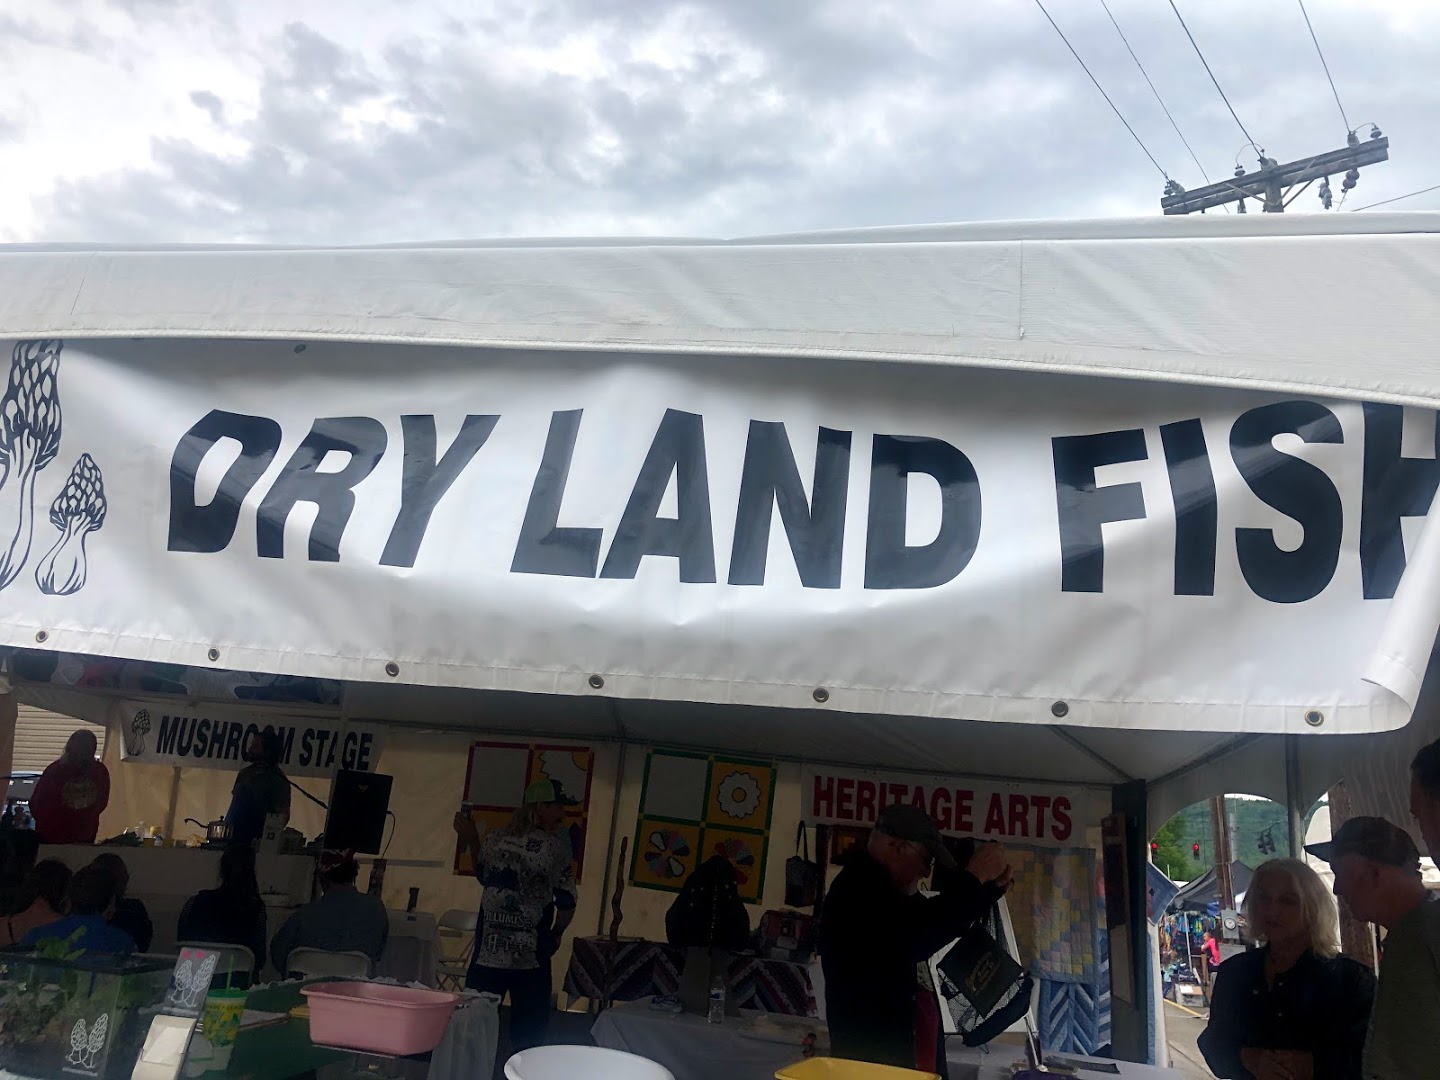 DRY LAND FISH
MUSHROOM STAGE
HERITAGE ARTS